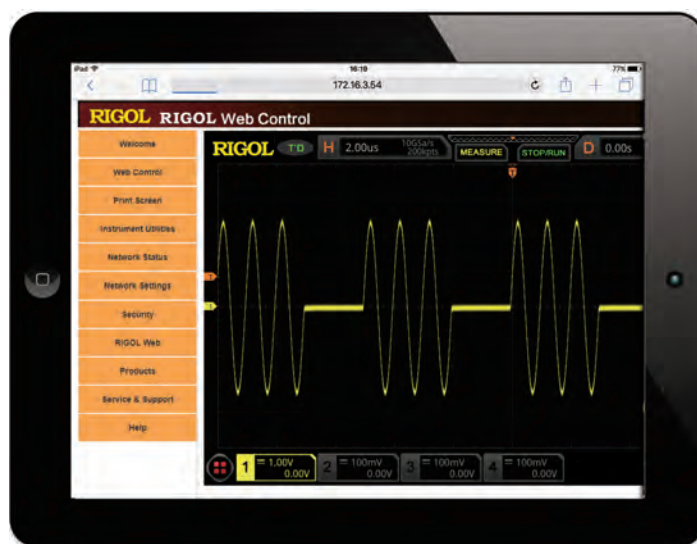 iPad 16:19 77%
172.16.3.54
RIGOL RIGOL Web Control
Welcome
Web Control
Print Screen
Instrument Utilities
Network Status
Network Settings
Security
RIGOL Web
Products
Service & Support
Help
RIGOL T'D H 2.00us 10GSa/s 200kpts MEASURE STOP/RUN D 0.00s
T
T
1
1 1.00V 0.00V
2 100mV 0.00V
3 100mV 0.00V
4 100mV 0.00V